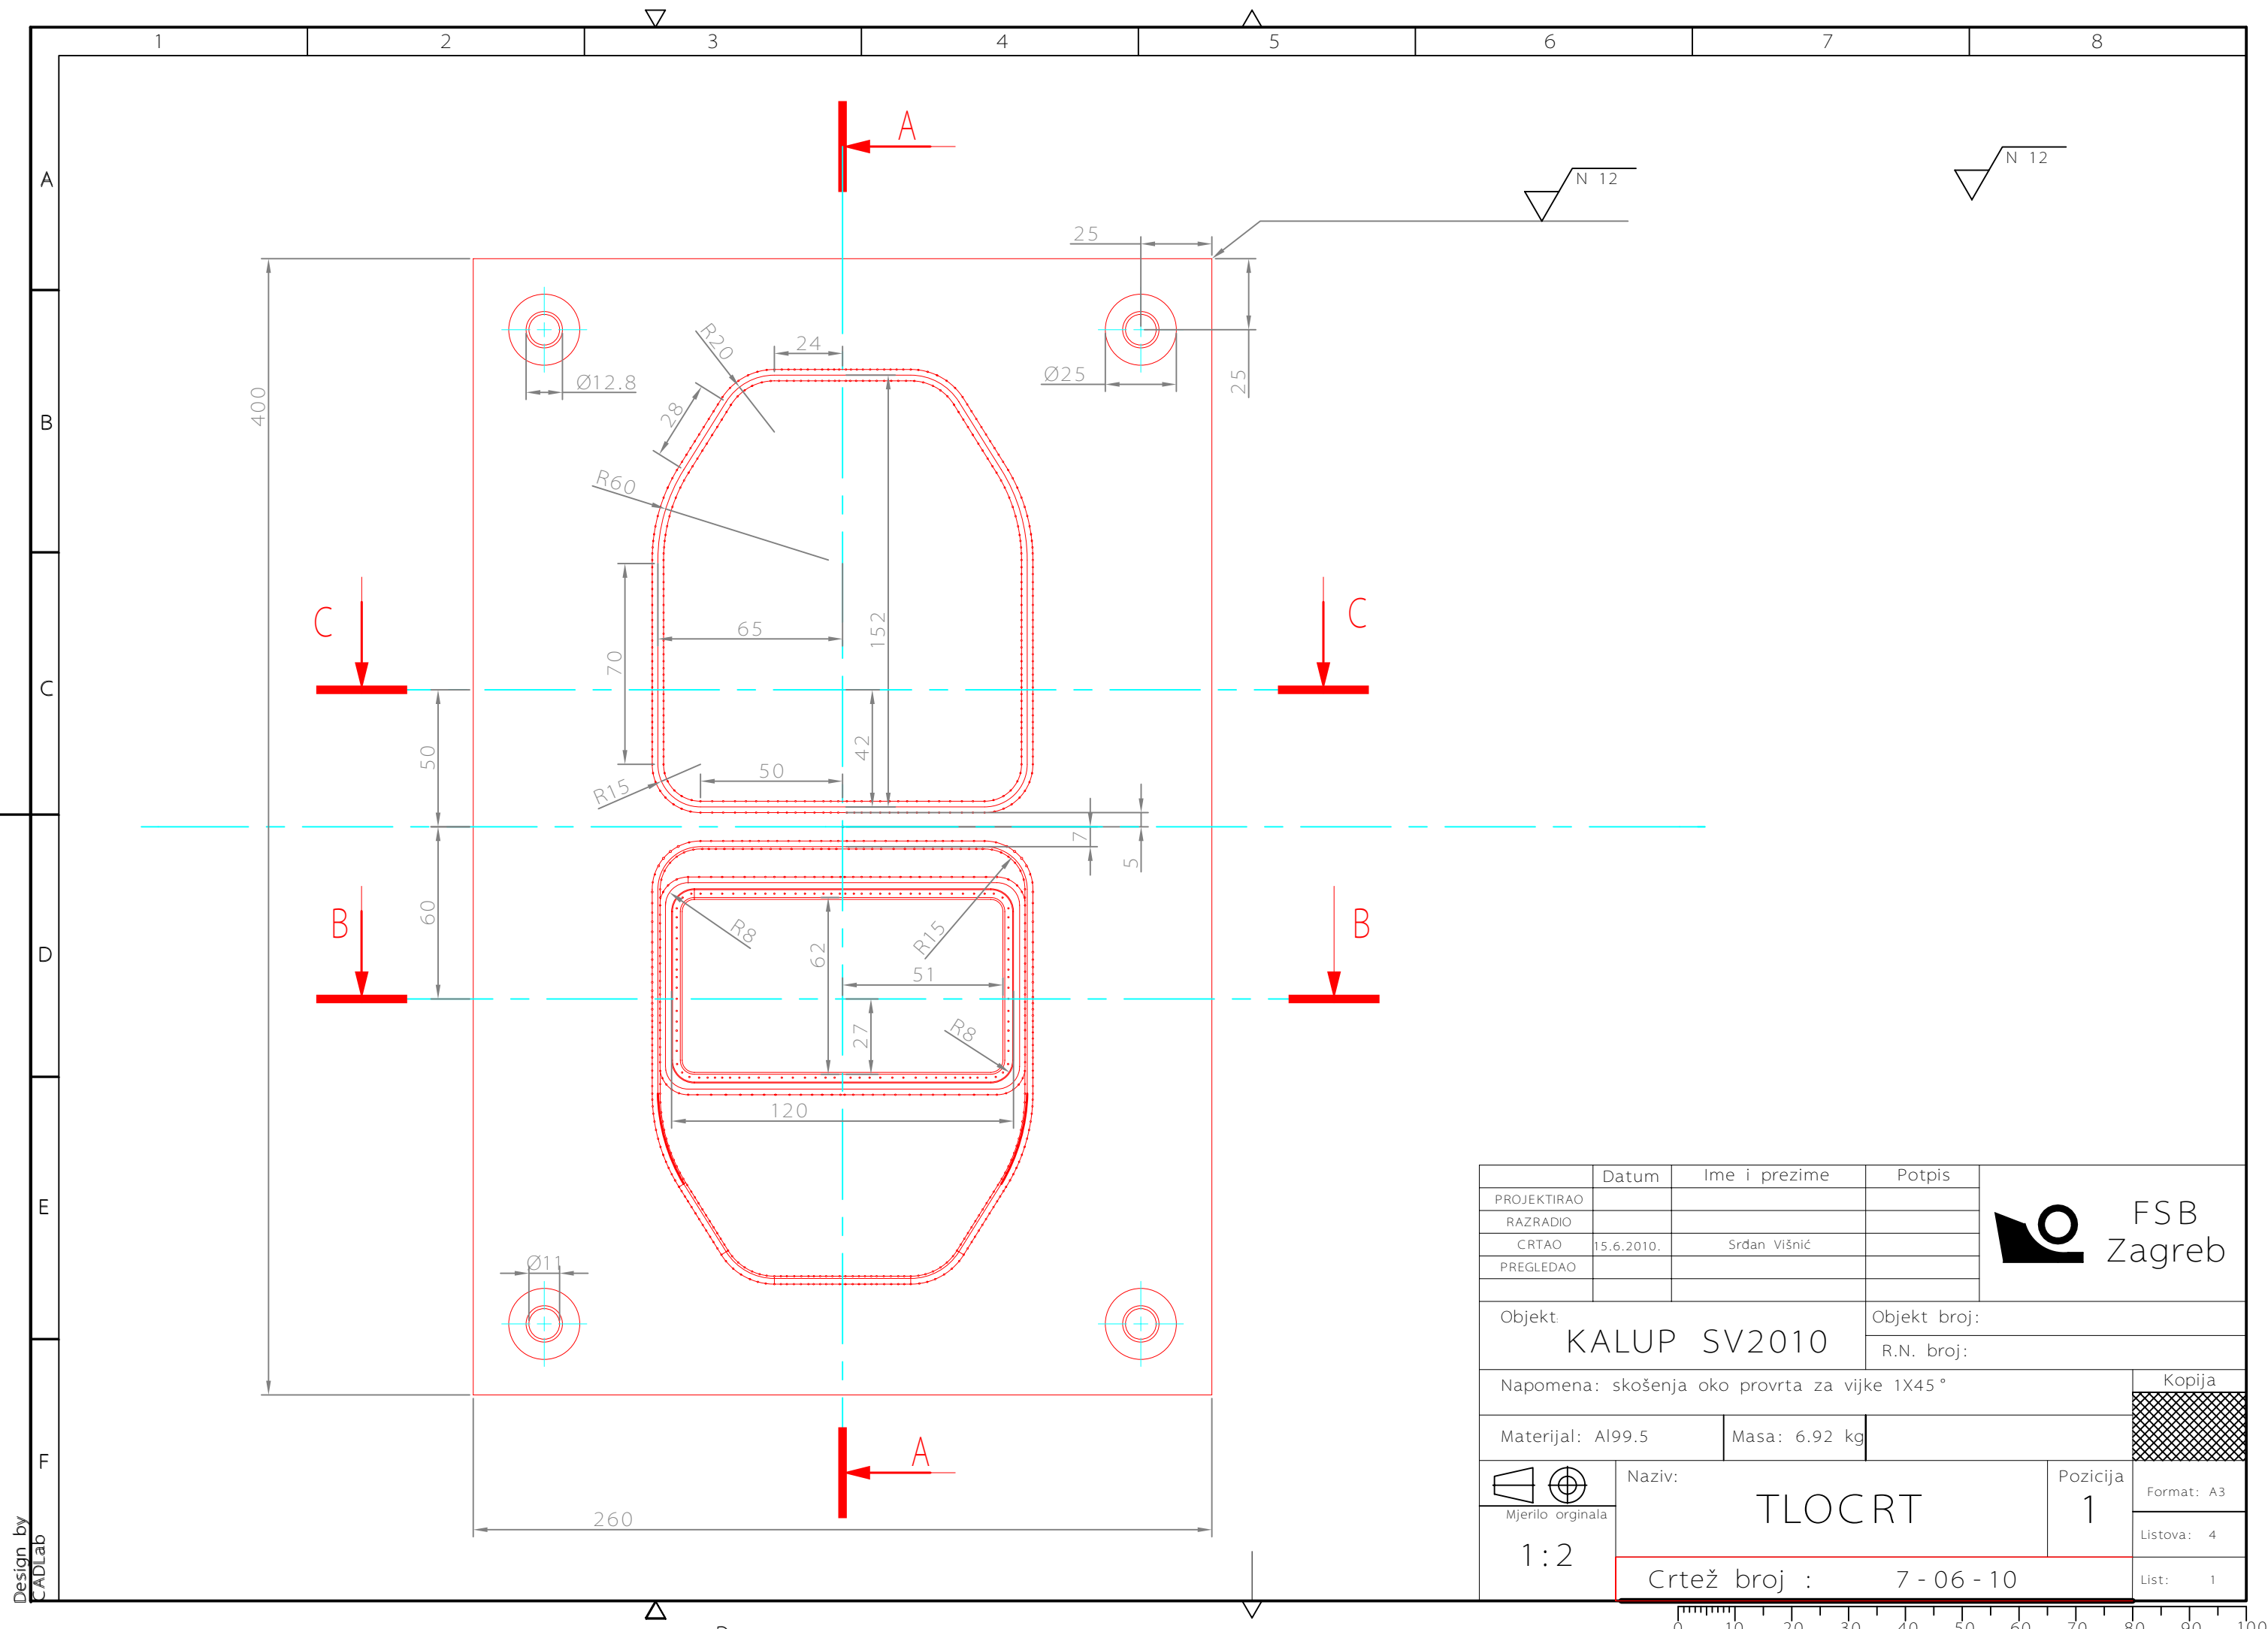 1 2 3 4 5 6 7 8
A
B
C
D
E
F
A
N 12
N 12
25
25
24
R20
Ø12.8
Ø25
28
400
R60
C
C
65
152
70
50
42
50
R15
7
5
60
B
B
R8
62
R15
51
27
R8
120
Ø11
A
260
Datum Ime i prezime Potpis
PROJEKTIRAO
RAZRADIO
CRTAO 15.6.2010. Srđan Višnić
PREGLEDAO
FSB
Zagreb
Objekt:
KALUP SV2010
Objekt broj:
R.N. broj:
Napomena: skošenja oko provrta za vijke 1X45°
Kopija
Materijal: Al99.5 Masa: 6.92 kg
Mjerilo orginala
1:2
Naziv:
TLOCRT
Pozicija
1
Format: A3
Listova: 4
Crtež broj : 7-06-10
List: 1
Design by
CADLab
0 10 20 30 40 50 60 70 80 90 100